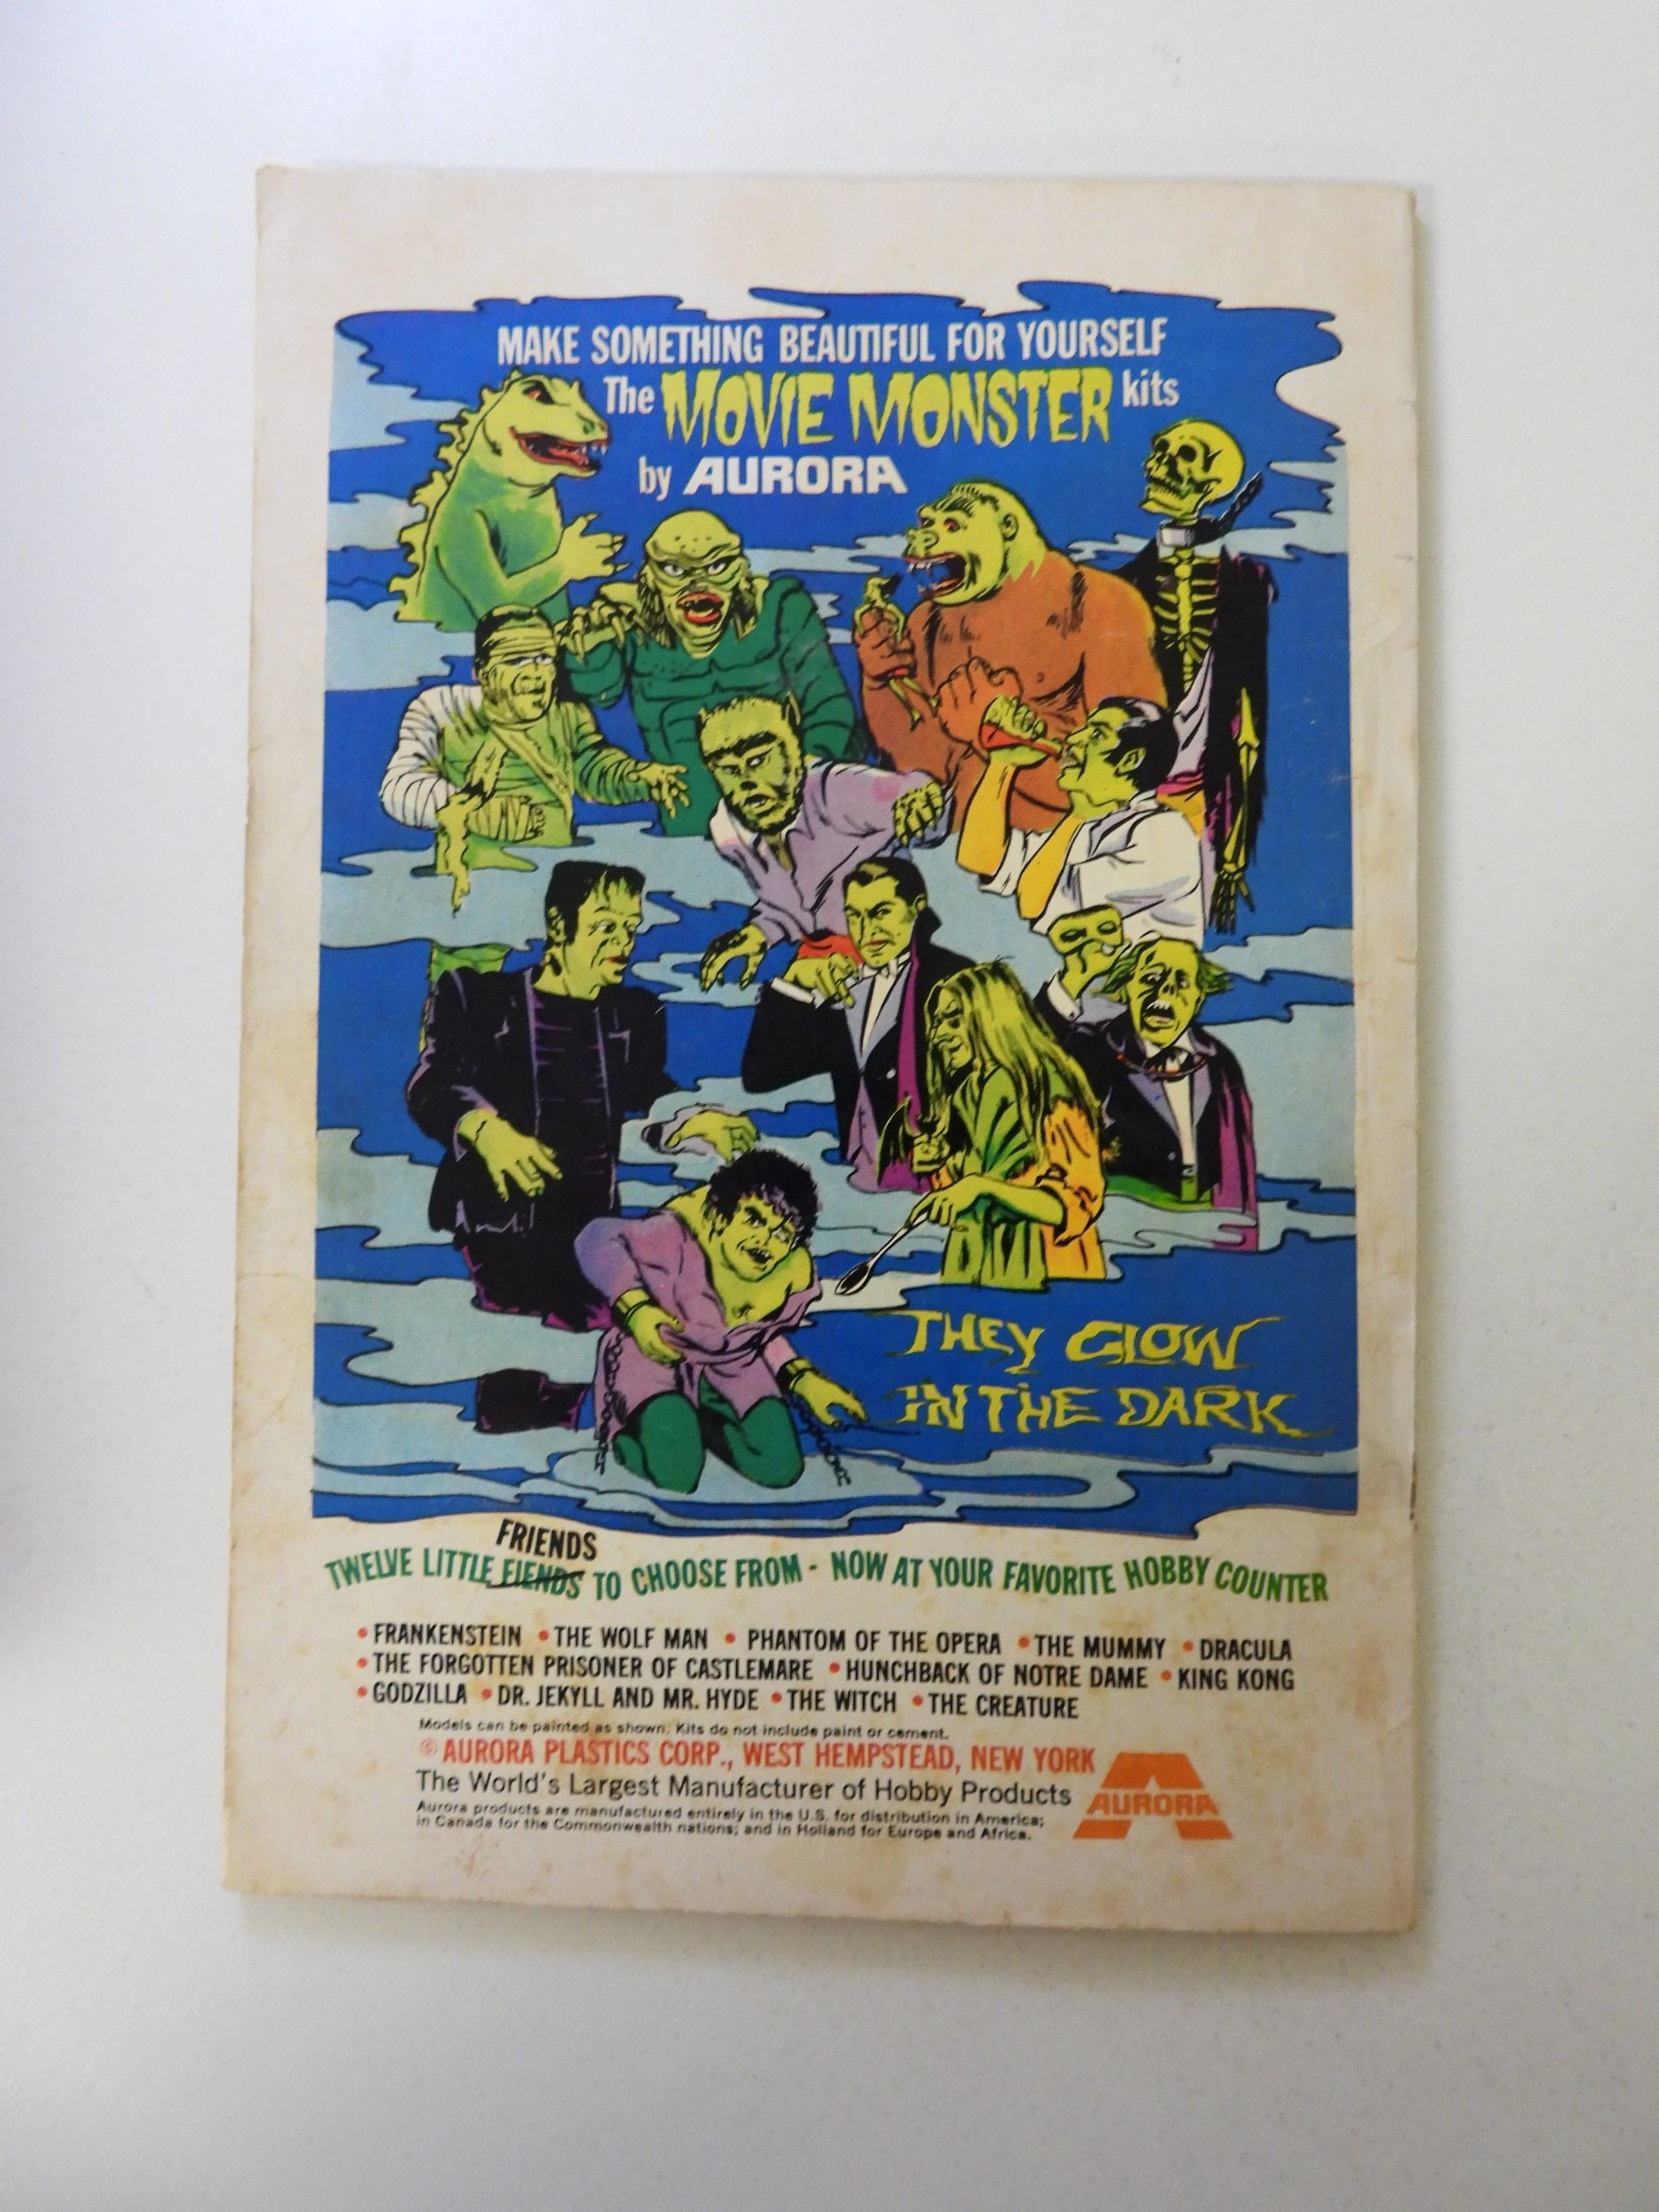 MAKE SOMETHING BEAUTIFUL FOR YOURSELF
The MOVIE MONSTER kits
by AURORA
THEY GLOW
IN THE DARK
FRIENDS
TWELVE LITTLE FIENDS TO CHOOSE FROM - NOW AT YOUR FAVORITE HOBBY COUNTER
• FRANKENSTEIN • THE WOLF MAN • PHANTOM OF THE OPERA • THE MUMMY • DRACULA
• THE FORGOTTEN PRISONER OF CASTLEMARE • HUNCHBACK OF NOTRE DAME • KING KONG
• GODZILLA • DR. JEKYLL AND MR. HYDE • THE WITCH • THE CREATURE
Models can be painted as shown. Kits do not include paint or cement.
© AURORA PLASTICS CORP., WEST HEMPSTEAD, NEW YORK
The World's Largest Manufacturer of Hobby Products
Aurora products are manufactured entirely in the U.S. for distribution in America;
in Canada for the Commonwealth nations; and in Holland for Europe and Africa.
AURORA